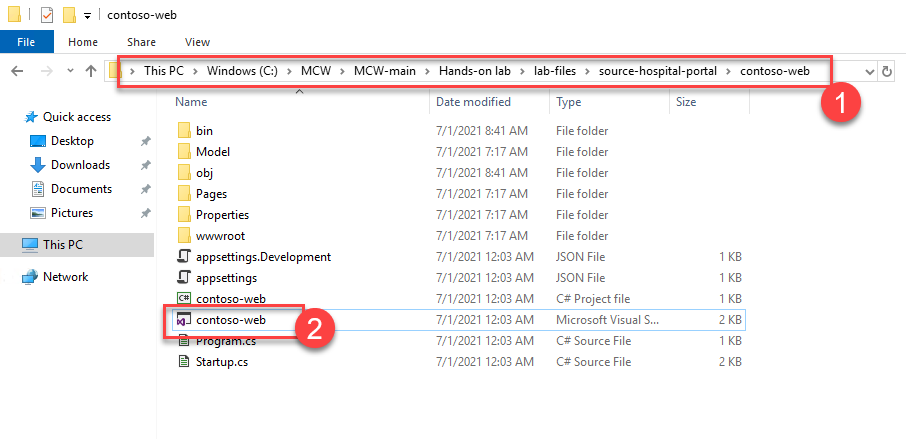 contoso-web
File Home Share View
This PC > Windows (C:) > MCW > MCW-main > Hands-on lab > lab-files > source-hospital-portal > contoso-web
1
Name Date modified Type Size
Quick access
Desktop
Downloads
Documents
Pictures
This PC
Network
bin 7/1/2021 8:41 AM File folder
Model 7/1/2021 7:17 AM File folder
obj 7/1/2021 8:41 AM File folder
Pages 7/1/2021 7:17 AM File folder
Properties 7/1/2021 7:17 AM File folder
wwwroot 7/1/2021 7:17 AM File folder
appsettings.Development 7/1/2021 12:03 AM JSON File 1 KB
appsettings 7/1/2021 12:03 AM JSON File 1 KB
C# contoso-web 7/1/2021 12:03 AM C# Project file 1 KB
contoso-web 7/1/2021 12:03 AM Microsoft Visual S... 2 KB
2
Program.cs 7/1/2021 12:03 AM C# Source File 1 KB
Startup.cs 7/1/2021 12:03 AM C# Source File 2 KB